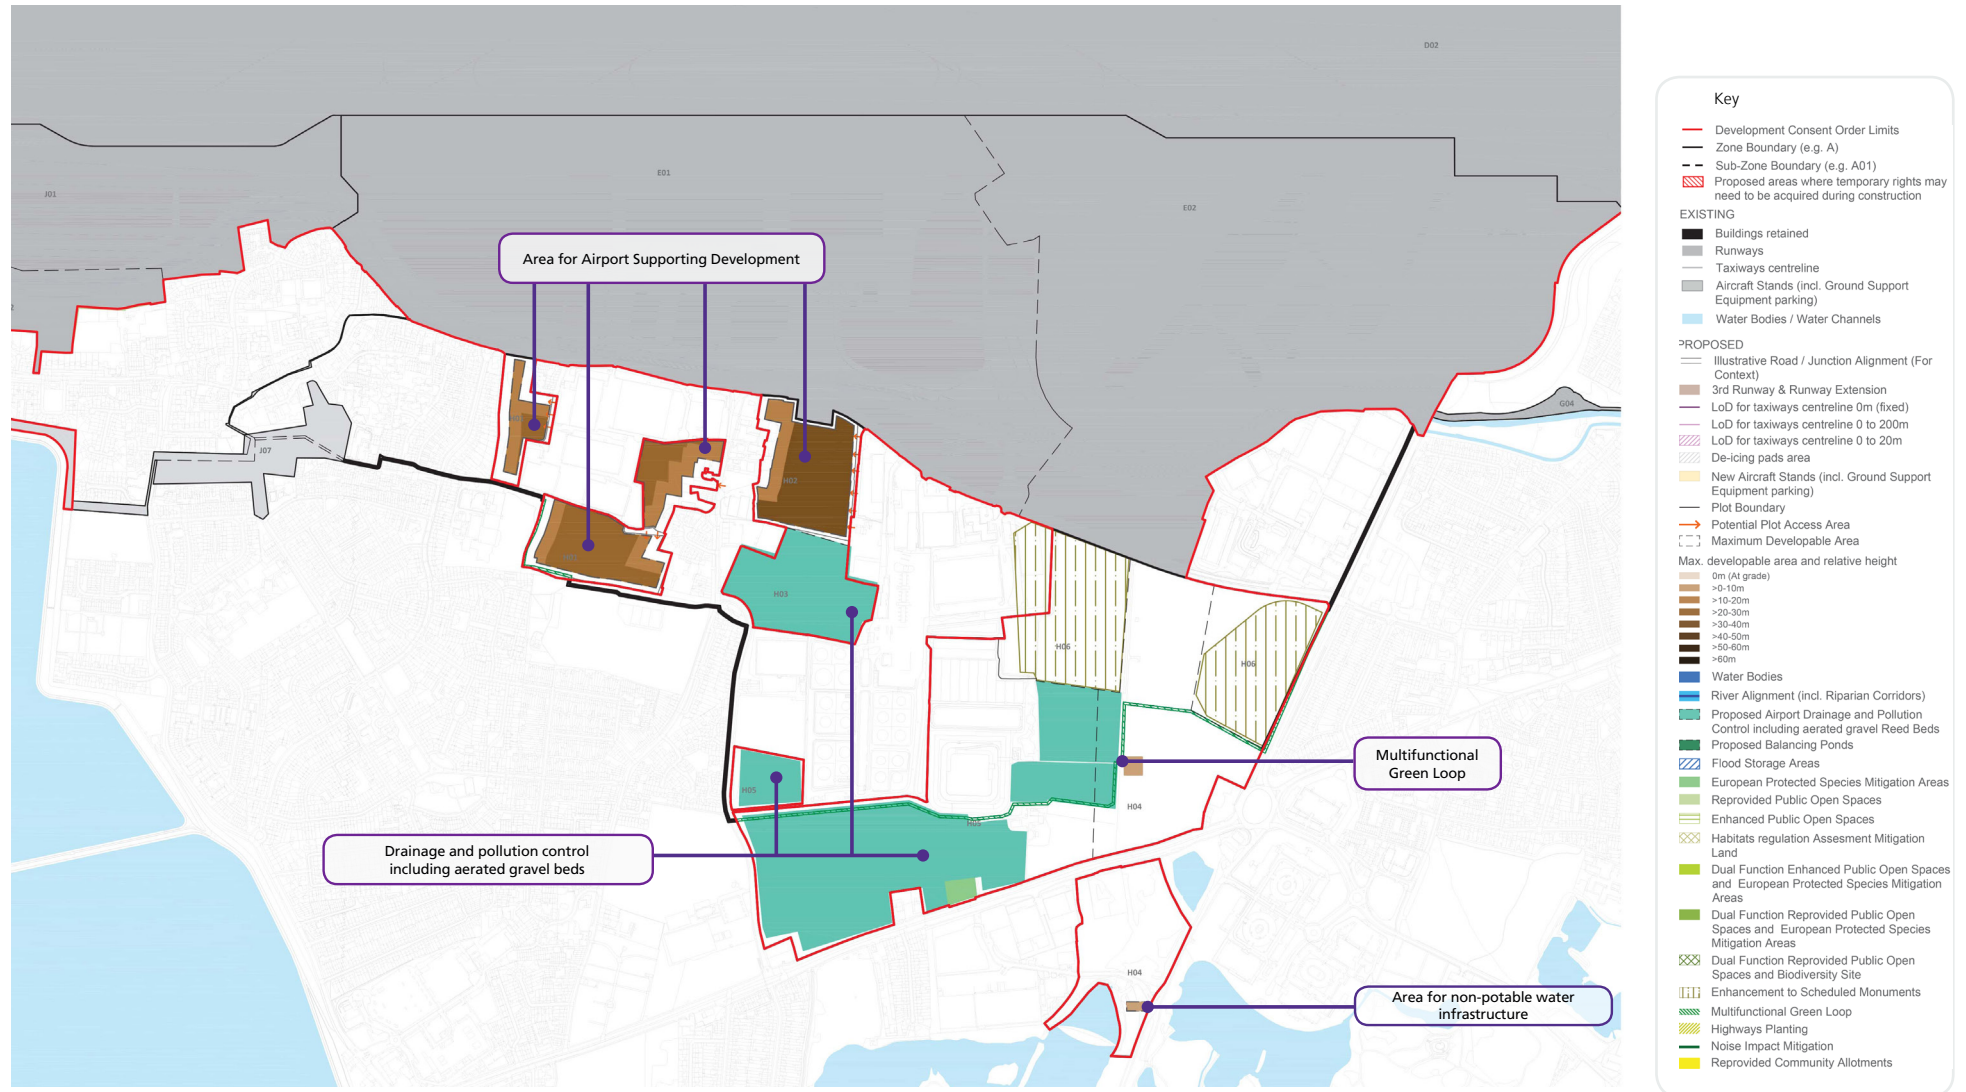 D02
E01
J01
E02
Area for Airport Supporting Development
G04
J07
H02
H03
H06
H06
Multifunctional
Green Loop
H05
H04
H05
Drainage and pollution control
including aerated gravel beds
H04
Area for non-potable water
infrastructure
Key
Development Consent Order Limits
Zone Boundary (e.g. A)
Sub-Zone Boundary (e.g. A01)
Proposed areas where temporary rights may
need to be acquired during construction
EXISTING
Buildings retained
Runways
Taxiways centreline
Aircraft Stands (incl. Ground Support
Equipment parking)
Water Bodies / Water Channels
PROPOSED
Illustrative Road / Junction Alignment (For
Context)
3rd Runway & Runway Extension
LoD for taxiways centreline 0m (fixed)
LoD for taxiways centreline 0 to 200m
LoD for taxiways centreline 0 to 20m
De-icing pads area
New Aircraft Stands (incl. Ground Support
Equipment parking)
Plot Boundary
Potential Plot Access Area
Maximum Developable Area
Max. developable area and relative height
0m (At grade)
>0-10m
>10-20m
>20-30m
>30-40m
>40-50m
>50-60m
>60m
Water Bodies
River Alignment (incl. Riparian Corridors)
Proposed Airport Drainage and Pollution
Control including aerated gravel Reed Beds
Proposed Balancing Ponds
Flood Storage Areas
European Protected Species Mitigation Areas
Reprovided Public Open Spaces
Enhanced Public Open Spaces
Habitats regulation Assesment Mitigation
Land
Dual Function Enhanced Public Open Spaces
and European Protected Species Mitigation
Areas
Dual Function Reprovided Public Open
Spaces and European Protected Species
Mitigation Areas
Dual Function Reprovided Public Open
Spaces and Biodiversity Site
Enhancement to Scheduled Monuments
Multifunctional Green Loop
Highways Planting
Noise Impact Mitigation
Reprovided Community Allotments